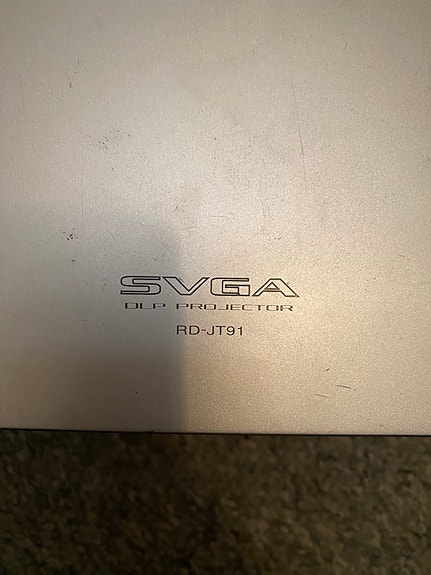 SVGA
DLP PROJECTOR
RD-JT91